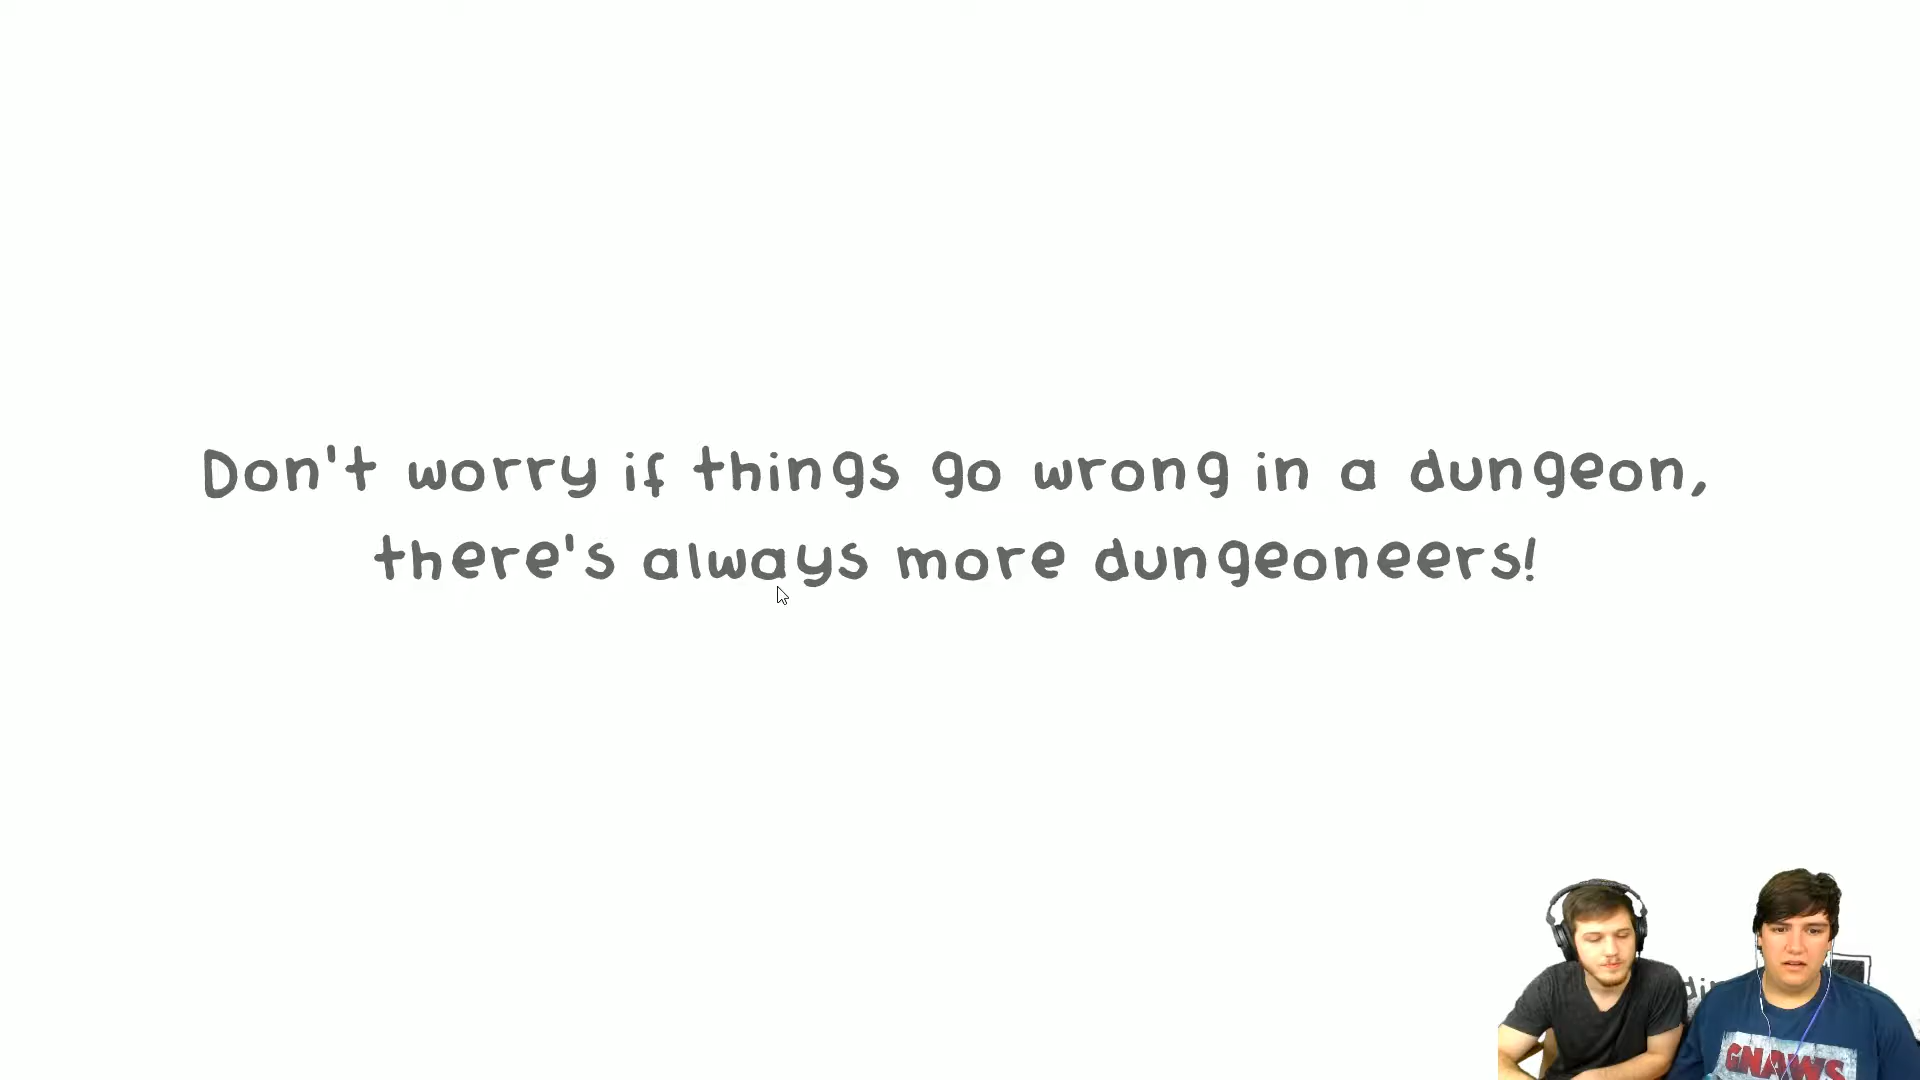 Don't worry if things go wrong in a dungeon,
there's always more dungeoneers!
GNAWS